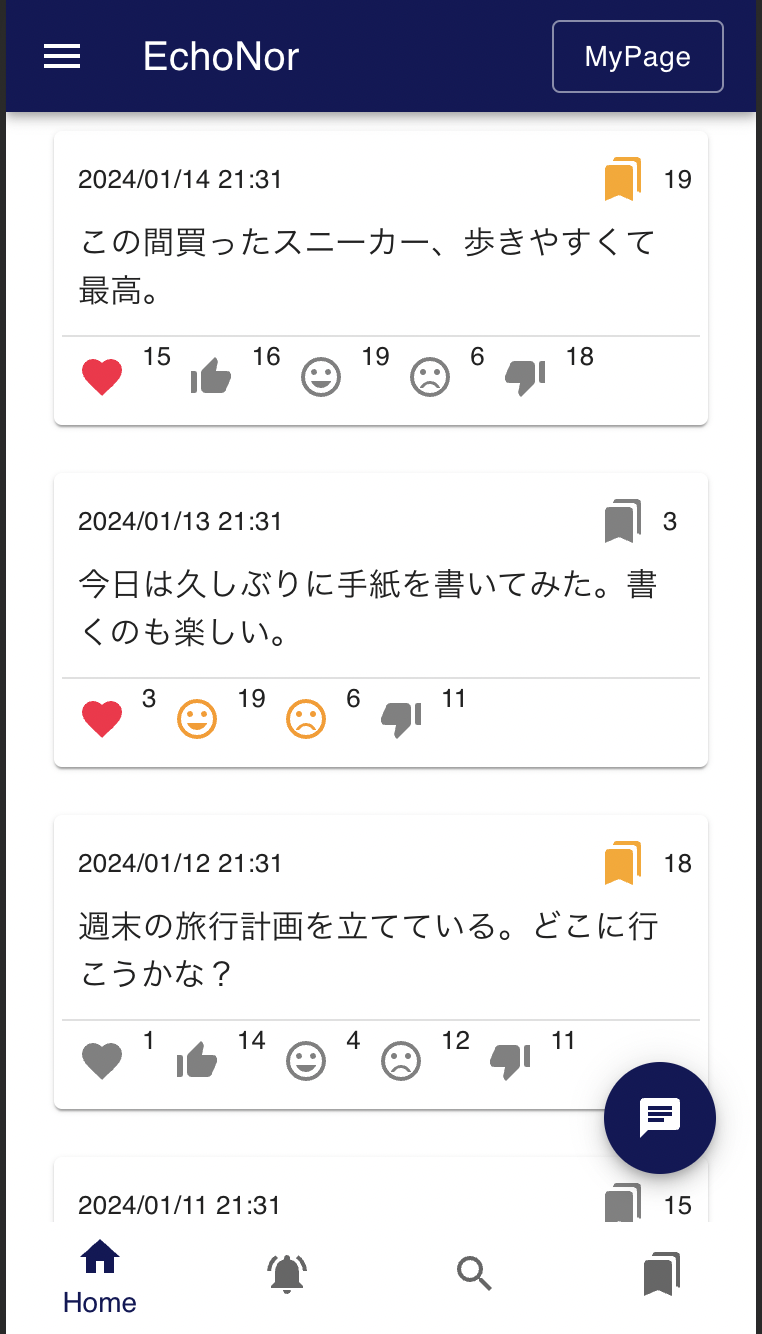 EchoNor
MyPage
2024/01/14 21:31
19
この間買ったスニーカー、歩きやすくて
最高。
15 16 19 6 18
2024/01/13 21:31
3
今日は久しぶりに手紙を書いてみた。書
くのも楽しい。
3 19 6 11
2024/01/12 21:31
18
週末の旅行計画を立てている。どこに行
こうかな？
1 14 4 12 11
2024/01/11 21:31
15
Home